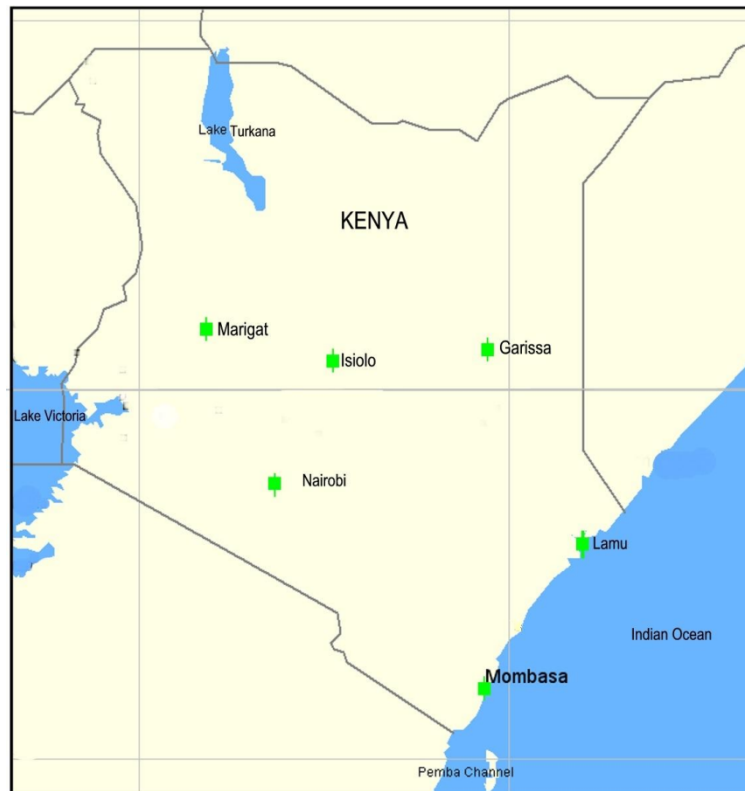 Lake Turkana
KENYA
Marigat
Isiolo
Garissa
Lake Victoria
Nairobi
Lamu
Indian Ocean
Mombasa
Pemba Channel